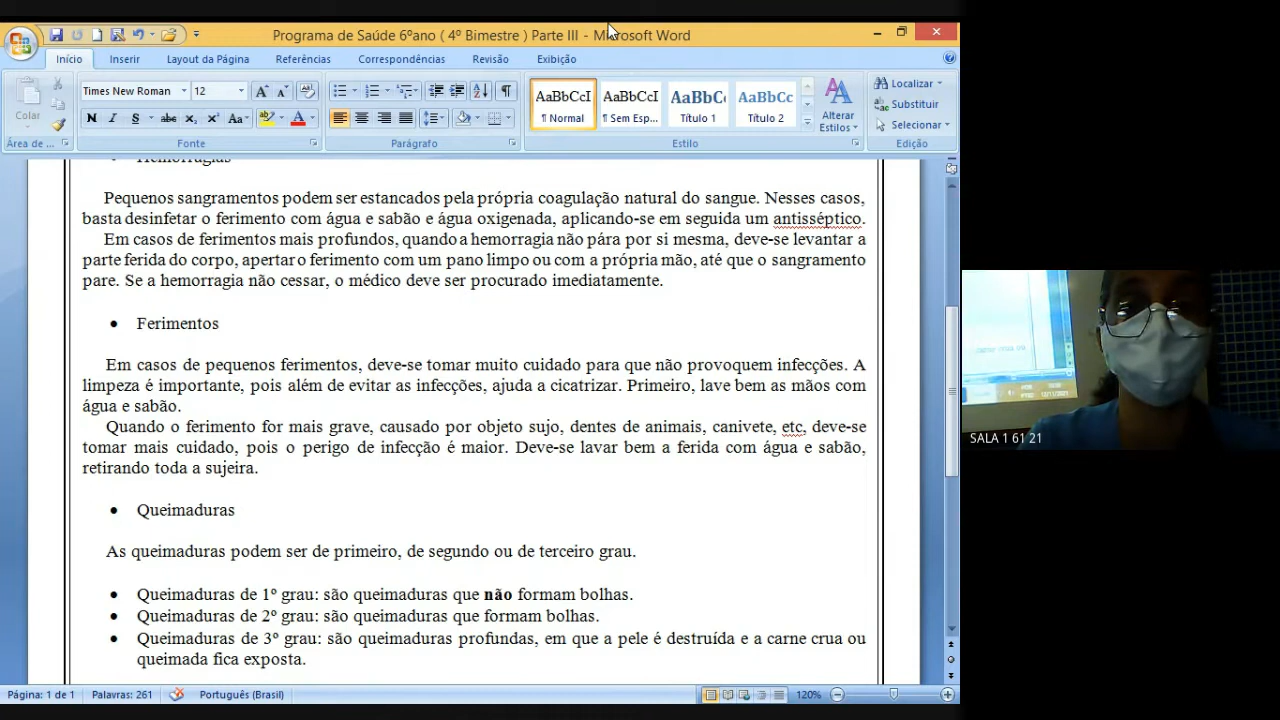 Programa de Saúde 6ºano ( 4º Bimestre ) Parte III - Microsoft Word
Início Inserir Layout da Página Referências Correspondências Revisão Exibição
Times New Roman 12
AaBbCcI AaBbCcI AaBbC AaBbCc
¶ Normal ¶ Sem Esp... Título 1 Título 2
Colar
Alterar
Estilos
Localizar
Substituir
Selecionar
Área de ... Fonte Parágrafo Estilo Edição
Hemorragias
Pequenos sangramentos podem ser estancados pela própria coagulação natural do sangue. Nesses casos,
basta desinfetar o ferimento com água e sabão e água oxigenada, aplicando-se em seguida um antisséptico.
Em casos de ferimentos mais profundos, quando a hemorragia não pára por si mesma, deve-se levantar a
parte ferida do corpo, apertar o ferimento com um pano limpo ou com a própria mão, até que o sangramento
pare. Se a hemorragia não cessar, o médico deve ser procurado imediatamente.
• Ferimentos
Em casos de pequenos ferimentos, deve-se tomar muito cuidado para que não provoquem infecções. A
limpeza é importante, pois além de evitar as infecções, ajuda a cicatrizar. Primeiro, lave bem as mãos com
água e sabão.
Quando o ferimento for mais grave, causado por objeto sujo, dentes de animais, canivete, etc, deve-se
tomar mais cuidado, pois o perigo de infecção é maior. Deve-se lavar bem a ferida com água e sabão,
retirando toda a sujeira.
• Queimaduras
As queimaduras podem ser de primeiro, de segundo ou de terceiro grau.
• Queimaduras de 1º grau: são queimaduras que não formam bolhas.
• Queimaduras de 2º grau: são queimaduras que formam bolhas.
• Queimaduras de 3º grau: são queimaduras profundas, em que a pele é destruída e a carne crua ou
queimada fica exposta.
Página: 1 de 1 Palavras: 261 Português (Brasil) 120%
SALA 1 61 21